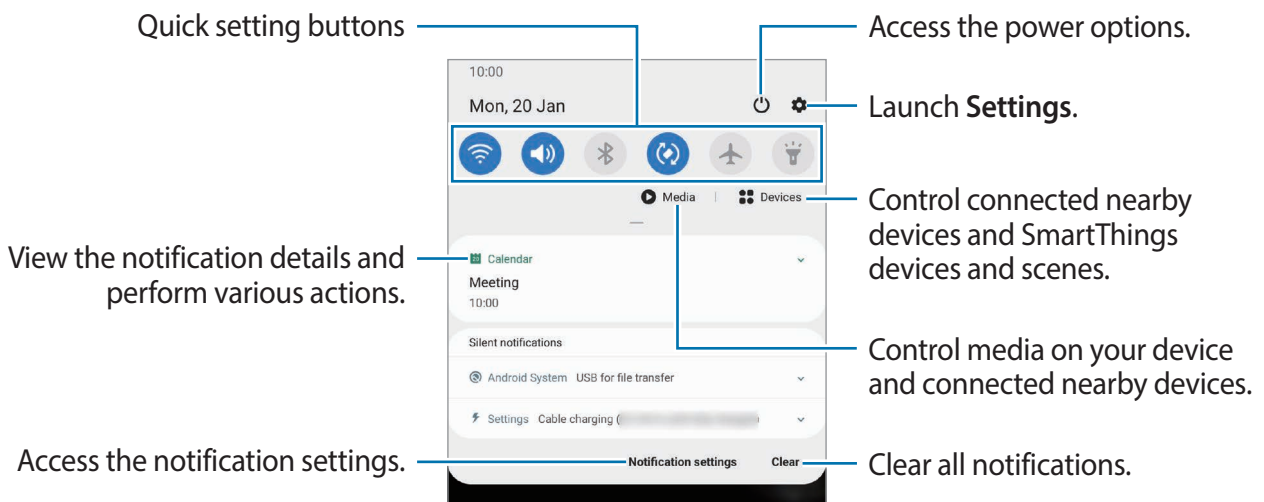 Quick setting buttons
Access the power options.
10:00
Mon, 20 Jan
Launch Settings.
Media
Devices
Control connected nearby
devices and SmartThings
devices and scenes.
View the notification details and
perform various actions.
Calendar
Meeting
10:00
Silent notifications
Control media on your device
and connected nearby devices.
Android System USB for file transfer
Settings Cable charging (
Access the notification settings.
Notification settings
Clear
Clear all notifications.